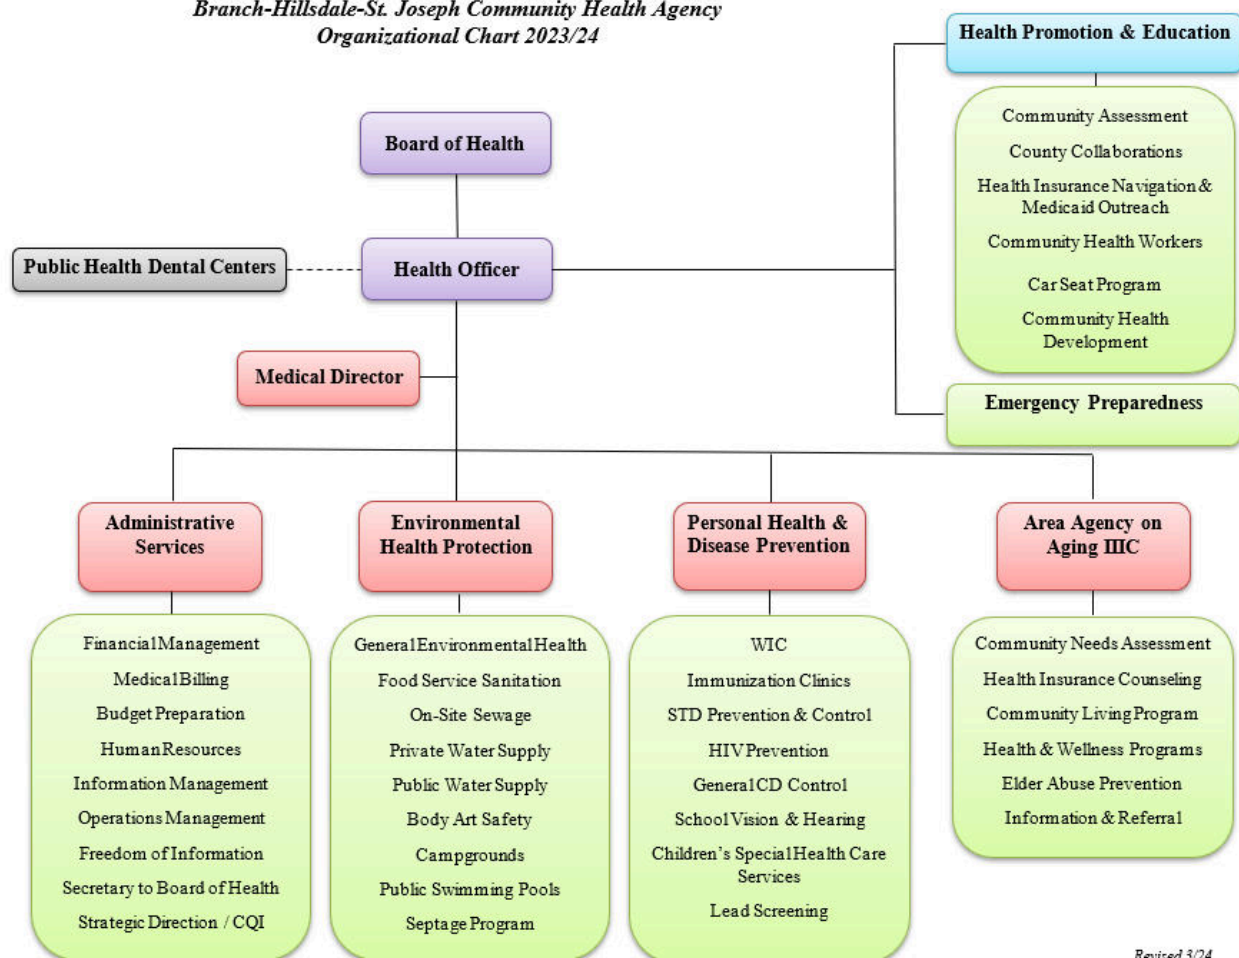 Branch-Hillsdale-St. Joseph Community Health Agency
Organizational Chart 2023/24
Health Promotion & Education
Community Assessment
County Collaborations
Health Insurance Navigation &
Medicaid Outreach
Community Health Workers
Car Seat Program
Community Health
Development
Board of Health
Public Health Dental Centers
Health Officer
Medical Director
Emergency Preparedness
Administrative
Services
Financial Management
Medical Billing
Budget Preparation
Human Resources
Information Management
Operations Management
Freedom of Information
Secretary to Board of Health
Strategic Direction / CQI
Environmental
Health Protection
General Environmental Health
Food Service Sanitation
On-Site Sewage
Private Water Supply
Public Water Supply
Body Art Safety
Campgrounds
Public Swimming Pools
Septage Program
Personal Health &
Disease Prevention
WIC
Immunization Clinics
STD Prevention & Control
HIV Prevention
General CD Control
School Vision & Hearing
Children's Special Health Care
Services
Lead Screening
Area Agency on
Aging IIIC
Community Needs Assessment
Health Insurance Counseling
Community Living Program
Health & Wellness Programs
Elder Abuse Prevention
Information & Referral
Revised 3/24